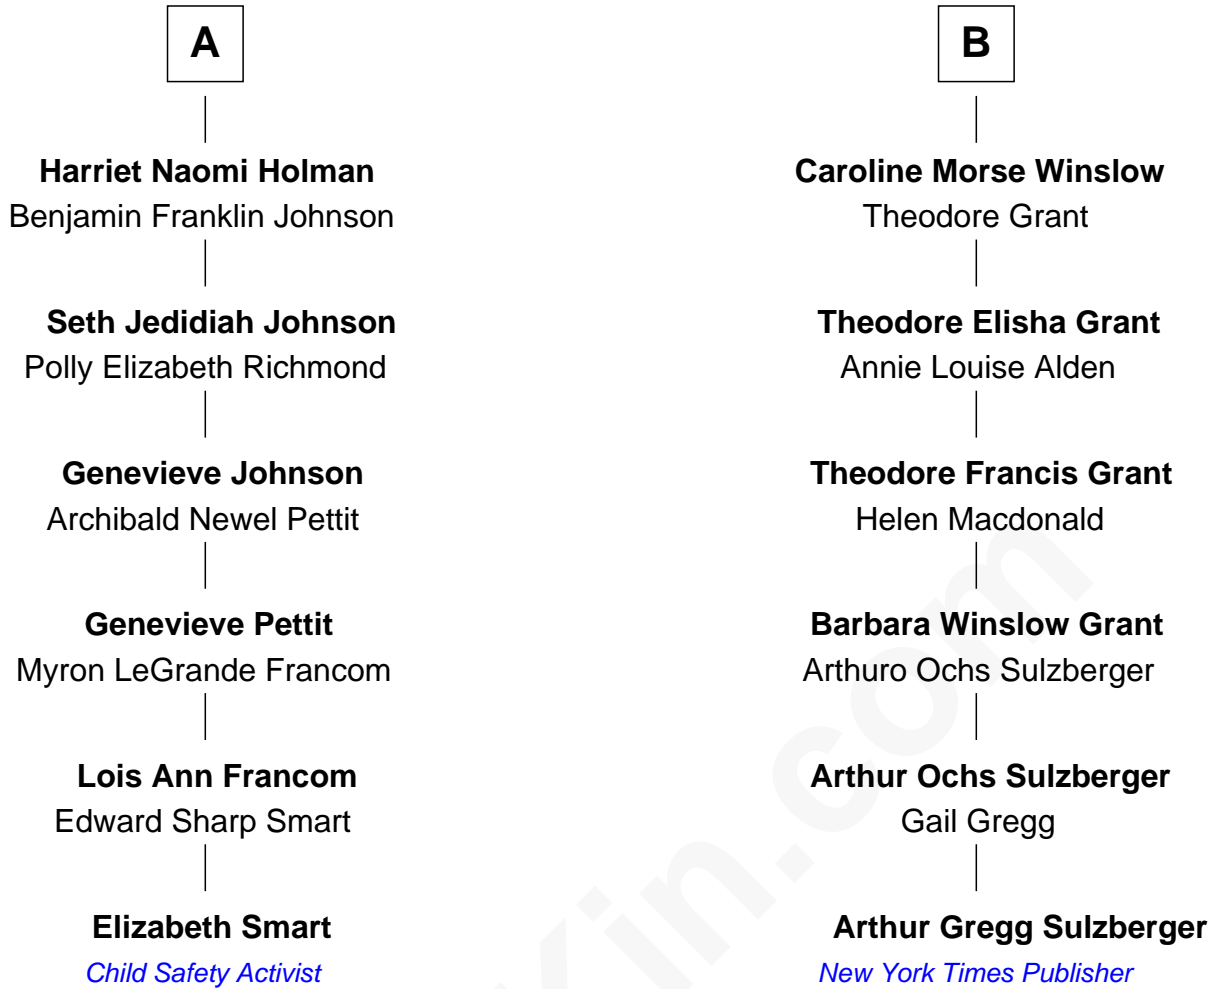 A
Harriet Naomi Holman
Benjamin Franklin Johnson
Seth Jedidiah Johnson
Polly Elizabeth Richmond
Genevieve Johnson
Archibald Newel Pettit
Genevieve Pettit
Myron LeGrande Francom
Lois Ann Francom
Edward Sharp Smart
Elizabeth Smart
Child Safety Activist
B
Caroline Morse Winslow
Theodore Grant
Theodore Elisha Grant
Annie Louise Alden
Theodore Francis Grant
Helen Macdonald
Barbara Winslow Grant
Arthuro Ochs Sulzberger
Arthur Ochs Sulzberger
Gail Gregg
Arthur Gregg Sulzberger
New York Times Publisher
Kin.com